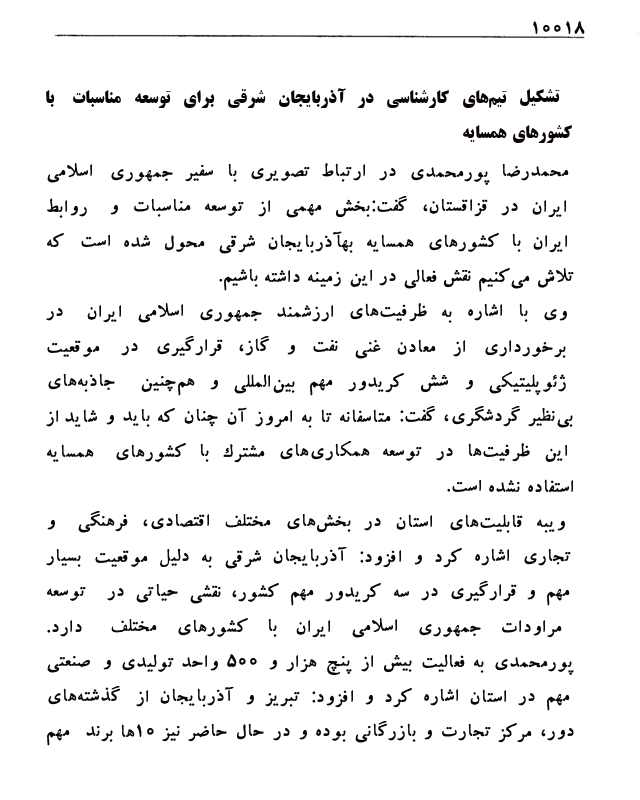 ۱۰۰۱۸
تشکیل تیم‌های کارشناسی در آذربایجان شرقی برای توسعه مناسبات با
کشورهای همسایه
محمدرضا پورمحمدی در ارتباط تصویری با سفیر جمهوری اسلامی
ایران در قزاقستان، گفت:بخش مهمی از توسعه مناسبات و روابط
ایران با کشورهای همسایه بهآذربایجان شرقی محول شده است که
تلاش می‌کنیم نقش فعالی در این زمینه داشته باشیم.
وی با اشاره به ظرفیت‌های ارزشمند جمهوری اسلامی ایران در
برخورداری از معادن غنی نفت و گاز، قرارگیری در موقعیت
ژئوپلیتیکی و شش کریدور مهم بین‌المللی و هم‌چنین جاذبه‌های
بی‌نظیر گردشگری، گفت: متاسفانه تا به امروز آن چنان که باید و شاید از
این ظرفیت‌ها در توسعه همکاری‌های مشترك با کشورهای همسایه
استفاده نشده است.
ویبه قابلیت‌های استان در بخش‌های مختلف اقتصادی، فرهنگی و
تجاری اشاره کرد و افزود: آذربایجان شرقی به دلیل موقعیت بسیار
مهم و قرارگیری در سه کریدور مهم کشور، نقشی حیاتی در توسعه
مراودات جمهوری اسلامی ایران با کشورهای مختلف دارد.
پورمحمدی به فعالیت بیش از پنج هزار و ۵۰۰ واحد تولیدی و صنعتی
مهم در استان اشاره کرد و افزود: تبریز و آذربایجان از گذشته‌های
دور، مرکز تجارت و بازرگانی بوده و در حال حاضر نیز ۱۰ها برند مهم